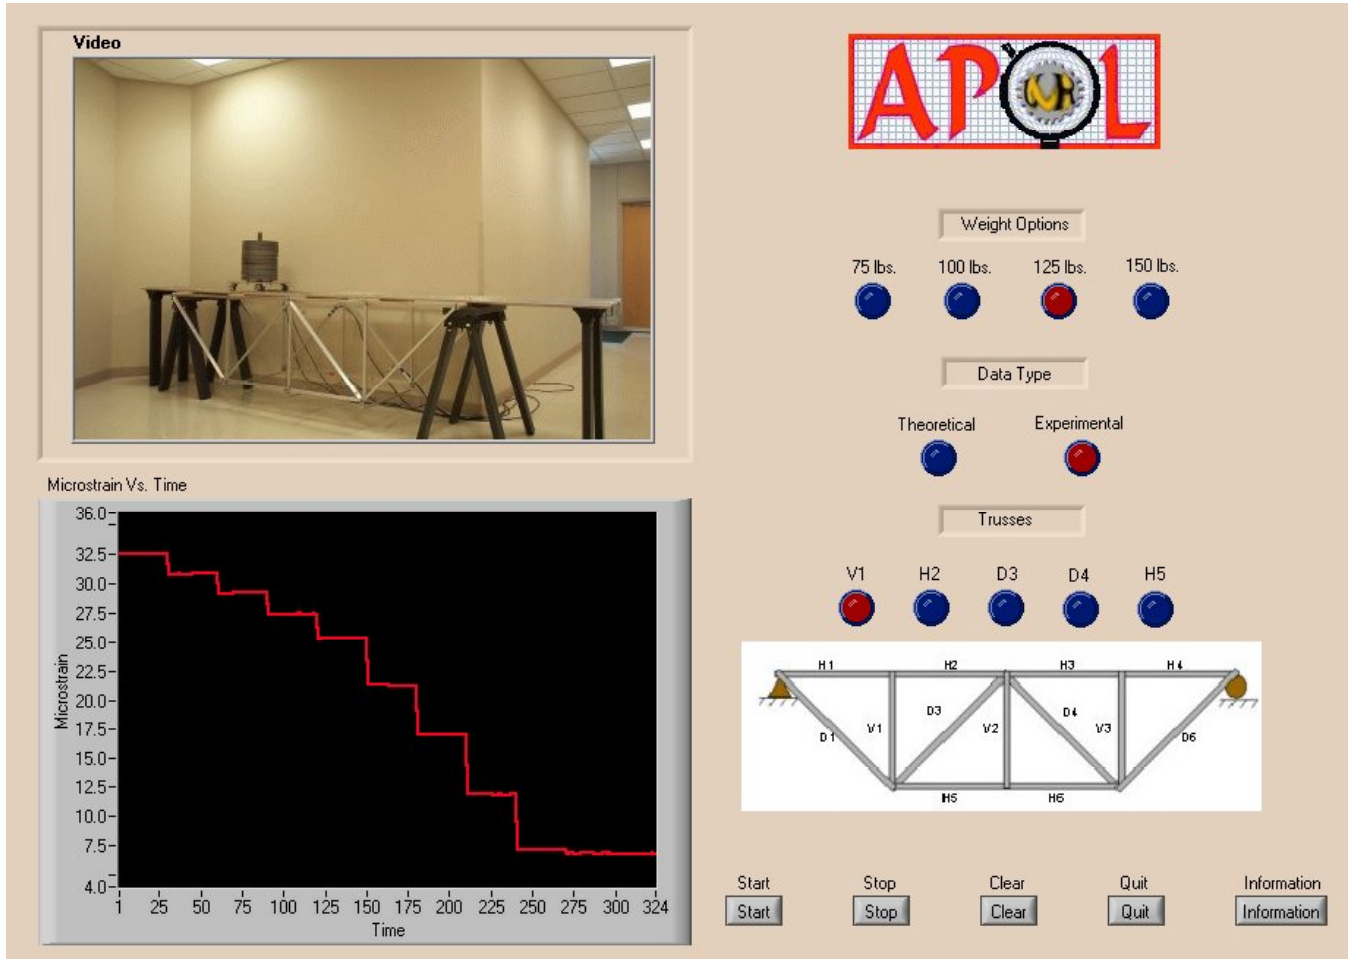 Video
APOL
Weight Options
75 lbs.
100 lbs.
125 lbs.
150 lbs.
Data Type
Theoretical
Experimental
Microstrain Vs. Time
36.0
32.5
30.0
27.5
25.0
22.5
20.0
17.5
15.0
12.5
10.0
7.5
4.0
Microstrain
1 25 50 75 100 125 150 175 200 225 250 275 300 324
Time
Trusses
V1 H2 D3 D4 H5
H1 H2 H3 H4
D1 V1 D3 V2 D4 V3 D6
H5 H6
Start Stop Clear Quit Information
Start Stop Clear Quit Information